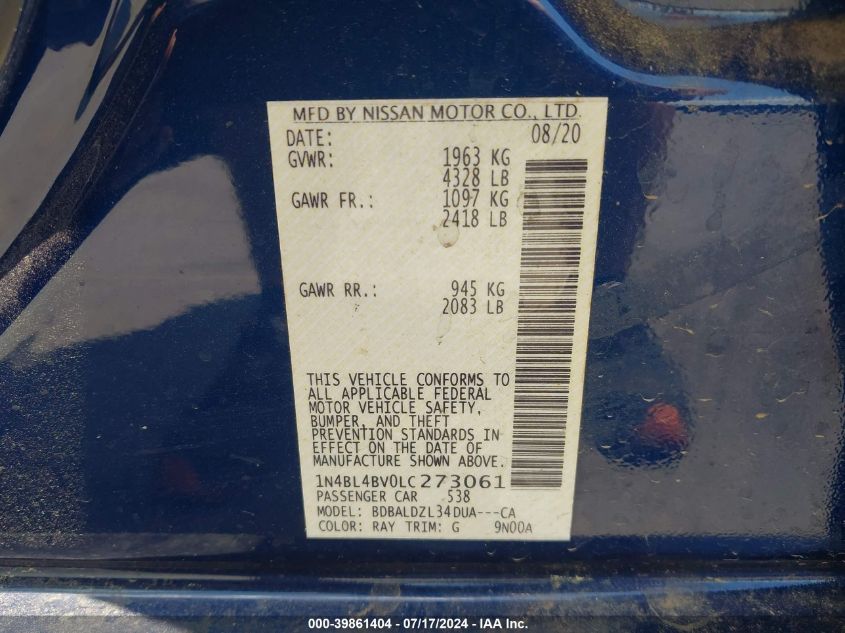 MFD BY NISSAN MOTOR CO., LTD.
DATE: 08/20
GVWR: 1963 KG
4328 LB
GAWR FR.: 1097 KG
2418 LB
GAWR RR.: 945 KG
2083 LB
THIS VEHICLE CONFORMS TO
ALL APPLICABLE FEDERAL
MOTOR VEHICLE SAFETY,
BUMPER, AND THEFT
PREVENTION STANDARDS IN
EFFECT ON THE DATE OF
MANUFACTURE SHOWN ABOVE.
1N4BL4BV0LC273061
PASSENGER CAR 538
MODEL: BDBALDZL34DUA---CA
COLOR: RAY TRIM: G 9N00A
000-39861404 - 07/17/2024 - IAA Inc.